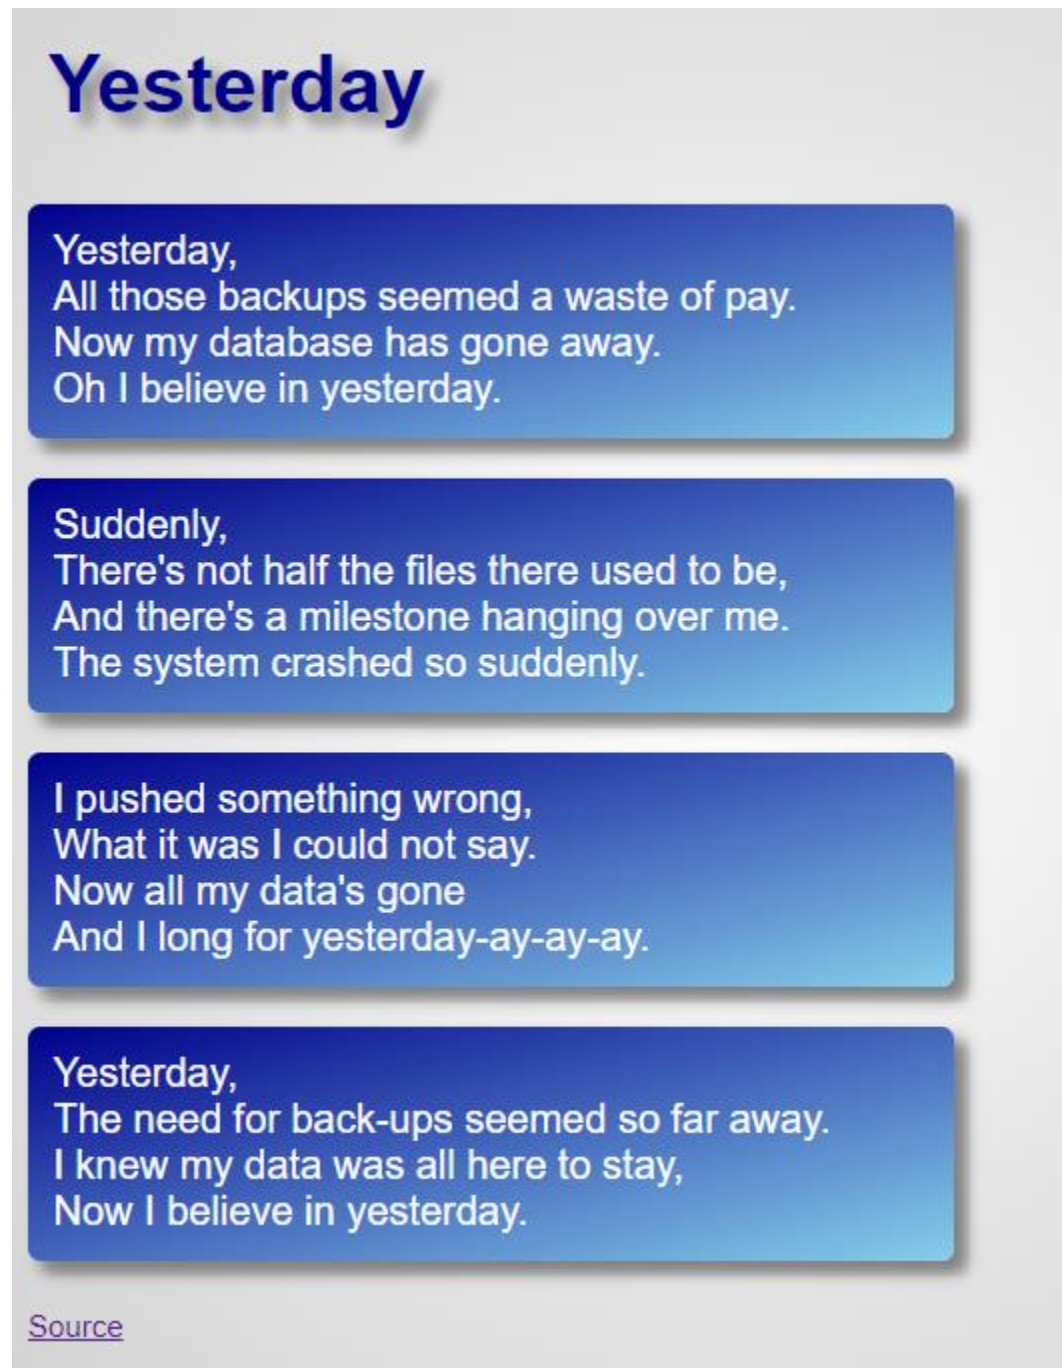 Yesterday
Yesterday,
All those backups seemed a waste of pay.
Now my database has gone away.
Oh I believe in yesterday.
Suddenly,
There's not half the files there used to be,
And there's a milestone hanging over me.
The system crashed so suddenly.
I pushed something wrong,
What it was I could not say.
Now all my data's gone
And I long for yesterday-ay-ay-ay.
Yesterday,
The need for back-ups seemed so far away.
I knew my data was all here to stay,
Now I believe in yesterday.
Source